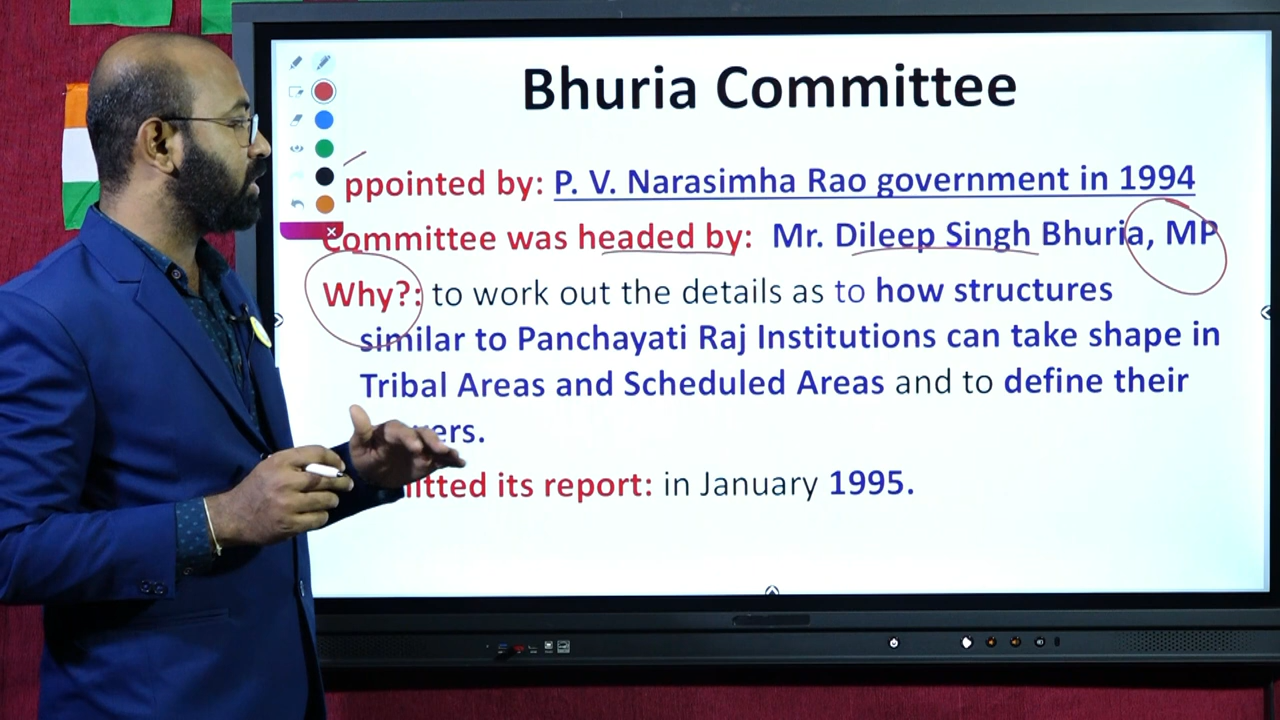 Bhuria Committee
ppointed by: P. V. Narasimha Rao government in 1994
Committee was headed by: Mr. Dileep Singh Bhuria, MP
Why?: to work out the details as to how structures
similar to Panchayati Raj Institutions can take shape in
Tribal Areas and Scheduled Areas and to define their
ers.
itted its report: in January 1995.